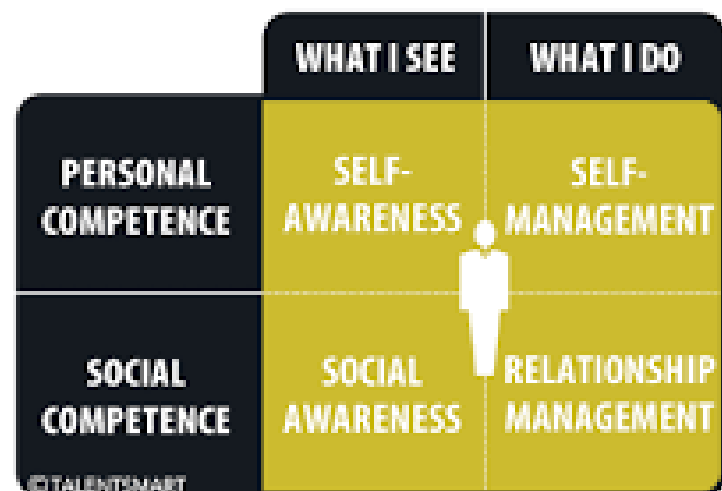 WHAT I SEE
WHAT I DO
PERSONAL
COMPETENCE
SELF-
AWARENESS
SELF-
MANAGEMENT
SOCIAL
COMPETENCE
SOCIAL
AWARENESS
RELATIONSHIP
MANAGEMENT
© TALENTSMART